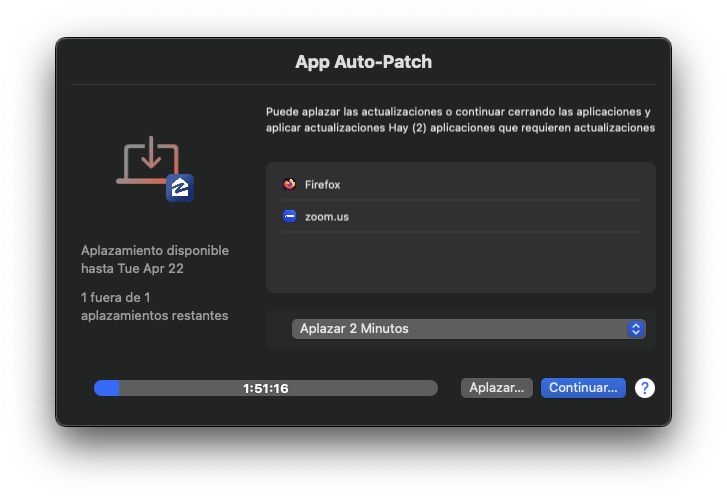 App Auto-Patch
Puede aplazar las actualizaciones o continuar cerrando las aplicaciones y
aplicar actualizaciones Hay (2) aplicaciones que requieren actualizaciones
Firefox
zoom.us
Aplazamiento disponible
hasta Tue Apr 22
1 fuera de 1
aplazamientos restantes
Aplazar 2 Minutos
1:51:16
Aplazar...
Continuar...
?